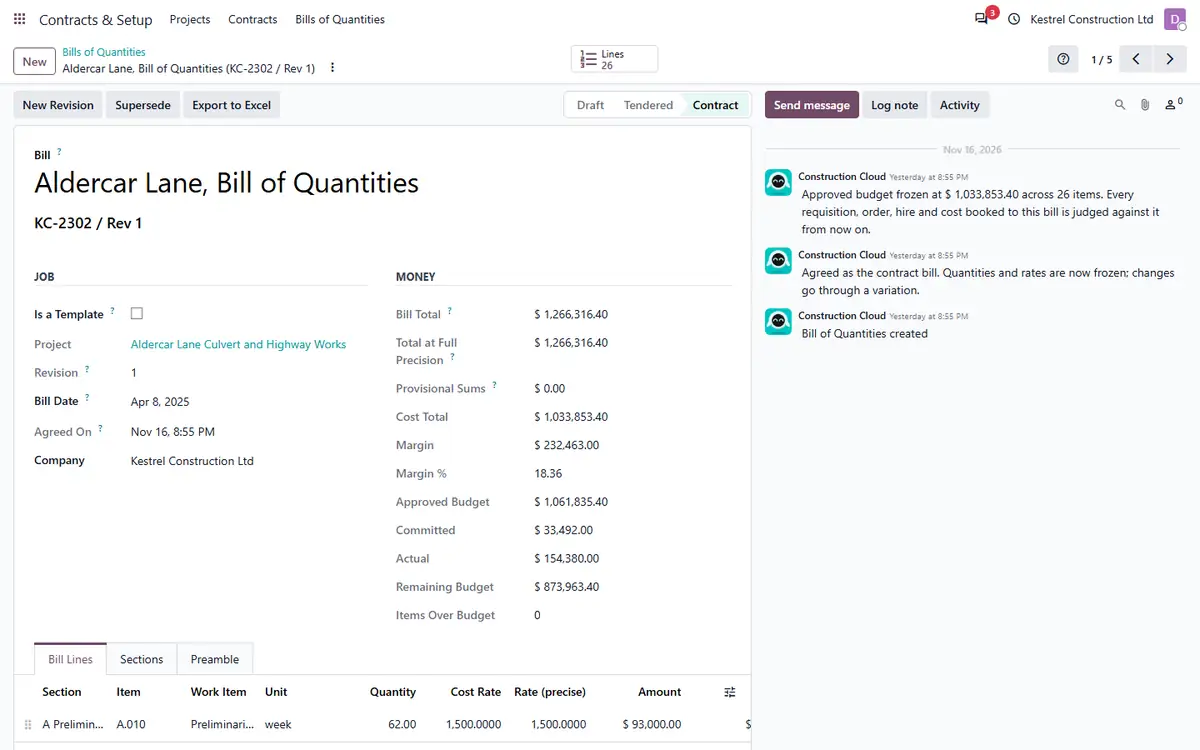 Contracts & Setup Projects Contracts Bills of Quantities 3 Kestrel Construction Ltd D
New Bills of Quantities
Aldercar Lane, Bill of Quantities (KC-2302 / Rev 1)
Lines
26
1 / 5
New Revision Supersede Export to Excel Draft Tendered Contract Send message Log note Activity 0
Bill ?
Aldercar Lane, Bill of Quantities
KC-2302 / Rev 1
JOB
Is a Template ?
Project Aldercar Lane Culvert and Highway Works
Revision ? 1
Bill Date ? Apr 8, 2025
Agreed On ? Nov 16, 8:55 PM
Company Kestrel Construction Ltd
MONEY
Bill Total ? $ 1,266,316.40
Total at Full Precision ? $ 1,266,316.40
Provisional Sums ? $ 0.00
Cost Total $ 1,033,853.40
Margin $ 232,463.00
Margin % 18.36
Approved Budget $ 1,061,835.40
Committed $ 33,492.00
Actual $ 154,380.00
Remaining Budget $ 873,963.40
Items Over Budget 0
Bill Lines Sections Preamble
Section Item Work Item Unit Quantity Cost Rate Rate (precise) Amount
A Prelimin... A.010 Preliminari... week 62.00 1,500.0000 1,500.0000 $ 93,000.00 $
Nov 16, 2026
Construction Cloud Yesterday at 8:55 PM
Approved budget frozen at $ 1,033,853.40 across 26 items. Every
requisition, order, hire and cost booked to this bill is judged against it
from now on.
Construction Cloud Yesterday at 8:55 PM
Agreed as the contract bill. Quantities and rates are now frozen; changes
go through a variation.
Construction Cloud Yesterday at 8:55 PM
Bill of Quantities created